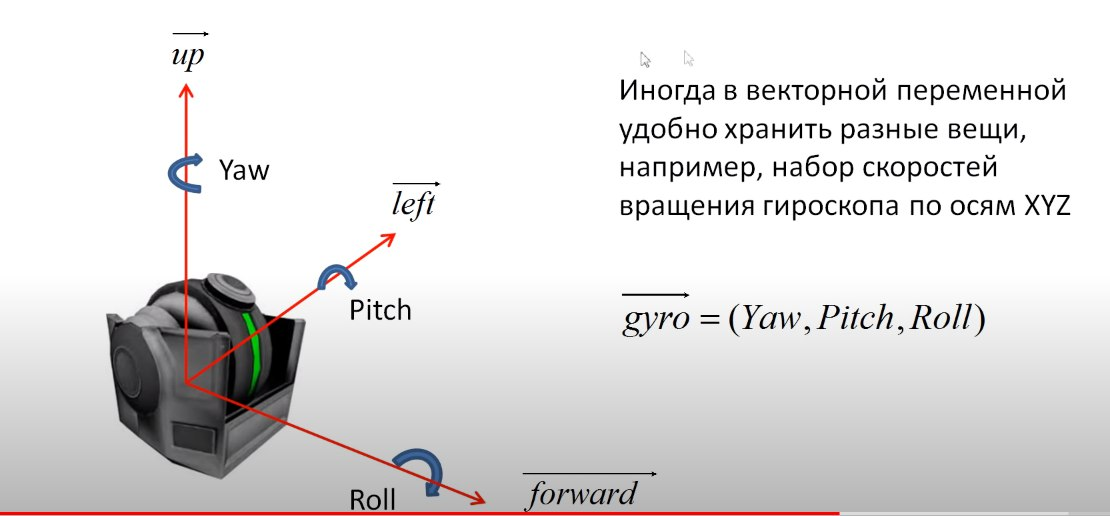 up
Yaw
left
Pitch
Roll
forward
Иногда в векторной переменной
удобно хранить разные вещи,
например, набор скоростей
вращения гироскопа по осям XYZ
gyro = (Yaw, Pitch, Roll)